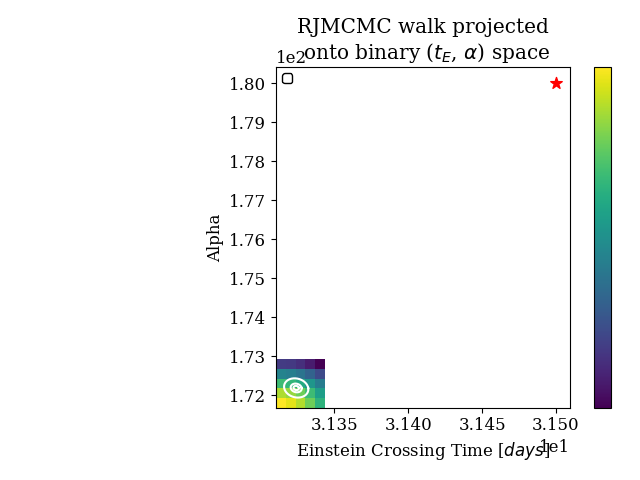 RJMCMC walk projected
onto binary (t_E, α) space
1e2
1.80
1.79
1.78
1.77
1.76
1.75
1.74
1.73
1.72
Alpha
3.135 3.140 3.145 3.150
1e1
Einstein Crossing Time [days]